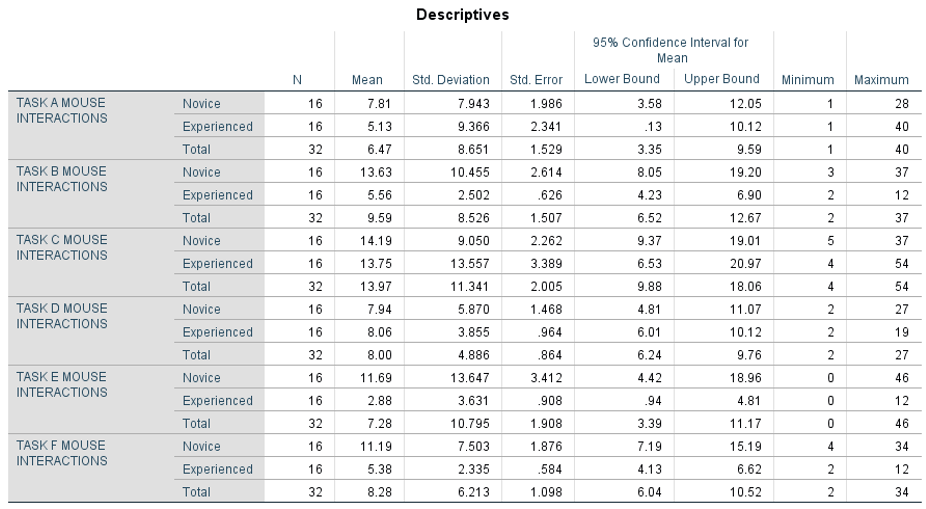 Descriptives
95% Confidence Interval for
Mean
N Mean Std. Deviation Std. Error Lower Bound Upper Bound Minimum Maximum
TASK A MOUSE INTERACTIONS Novice 16 7.81 7.943 1.986 3.58 12.05 1 28
Experienced 16 5.13 9.366 2.341 .13 10.12 1 40
Total 32 6.47 8.651 1.529 3.35 9.59 1 40
TASK B MOUSE INTERACTIONS Novice 16 13.63 10.455 2.614 8.05 19.20 3 37
Experienced 16 5.56 2.502 .626 4.23 6.90 2 12
Total 32 9.59 8.526 1.507 6.52 12.67 2 37
TASK C MOUSE INTERACTIONS Novice 16 14.19 9.050 2.262 9.37 19.01 5 37
Experienced 16 13.75 13.557 3.389 6.53 20.97 4 54
Total 32 13.97 11.341 2.005 9.88 18.06 4 54
TASK D MOUSE INTERACTIONS Novice 16 7.94 5.870 1.468 4.81 11.07 2 27
Experienced 16 8.06 3.855 .964 6.01 10.12 2 19
Total 32 8.00 4.886 .864 6.24 9.76 2 27
TASK E MOUSE INTERACTIONS Novice 16 11.69 13.647 3.412 4.42 18.96 0 46
Experienced 16 2.88 3.631 .908 .94 4.81 0 12
Total 32 7.28 10.795 1.908 3.39 11.17 0 46
TASK F MOUSE INTERACTIONS Novice 16 11.19 7.503 1.876 7.19 15.19 4 34
Experienced 16 5.38 2.335 .584 4.13 6.62 2 12
Total 32 8.28 6.213 1.098 6.04 10.52 2 34